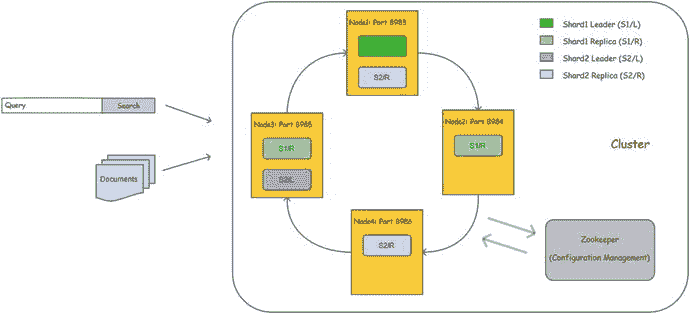 Node1: Port 8983
S2/R
Shard1 Leader (S1/L)
Shard1 Replica (S1/R)
Shard2 Leader (S2/L)
Shard2 Replica (S2/R)
Query
Search
Node3: Port 8985
S1/R
S2/L
Node2: Port 8984
S1/R
Cluster
Documents
Node4: Port 8986
S2/R
Zookeeper
(Configuration Management)